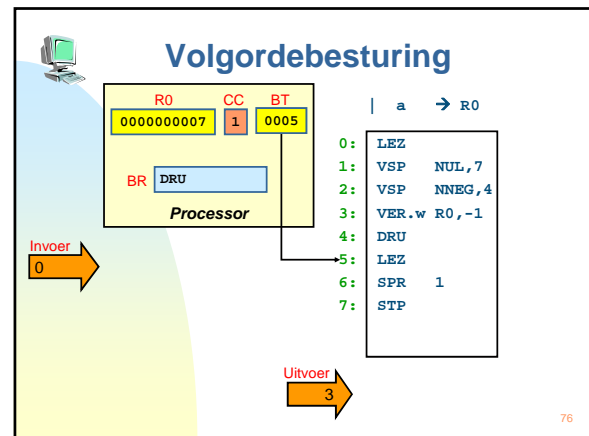 Volgordebesturing
R0 CC BT
0000000007 1 0005
BR DRU
Processor
Invoer
0
| a → R0
0: LEZ
1: VSP NUL,7
2: VSP NNEG,4
3: VER.w R0,-1
4: DRU
5: LEZ
6: SPR 1
7: STP
Uitvoer
3
76